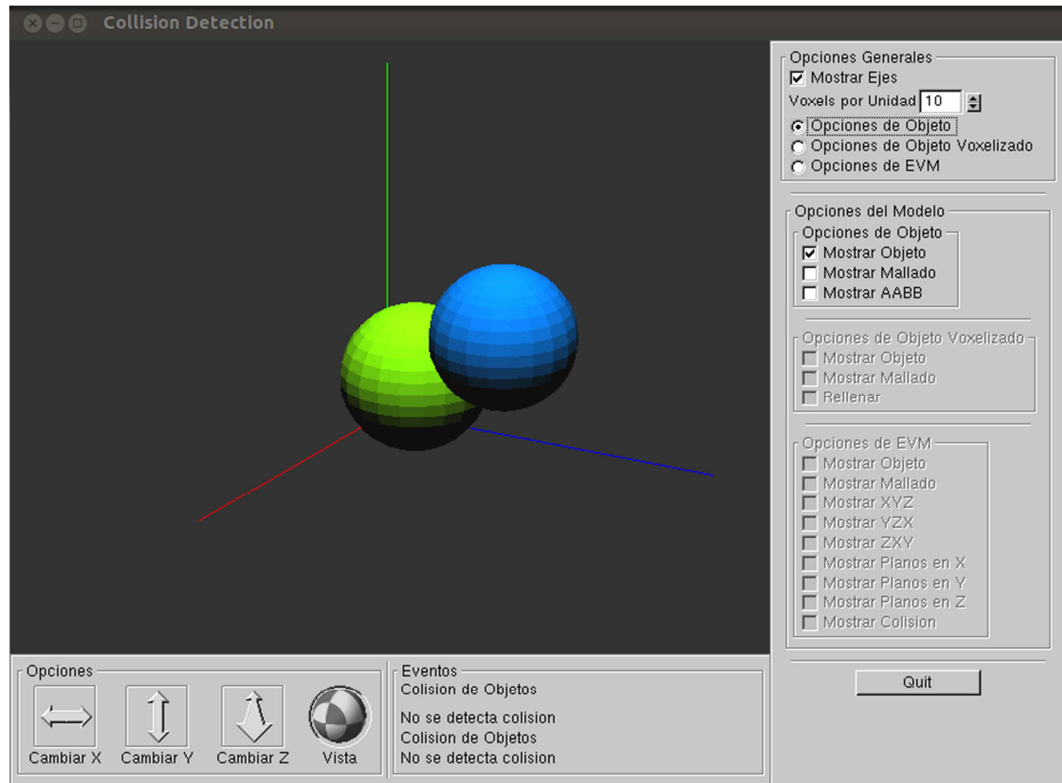 Collision Detection
Opciones Generales
Mostrar Ejes
Voxels por Unidad 10
Opciones de Objeto
Opciones de Objeto Voxelizado
Opciones de EVM
Opciones del Modelo
Opciones de Objeto
Mostrar Objeto
Mostrar Mallado
Mostrar AABB
Opciones de Objeto Voxelizado
Mostrar Objeto
Mostrar Mallado
Rellenar
Opciones de EVM
Mostrar Objeto
Mostrar Mallado
Mostrar XYZ
Mostrar YZX
Mostrar ZXY
Mostrar Planos en X
Mostrar Planos en Y
Mostrar Planos en Z
Mostrar Colision
Quit
Opciones
Cambiar X
Cambiar Y
Cambiar Z
Vista
Eventos
Colision de Objetos
No se detecta colision
Colision de Objetos
No se detecta colision